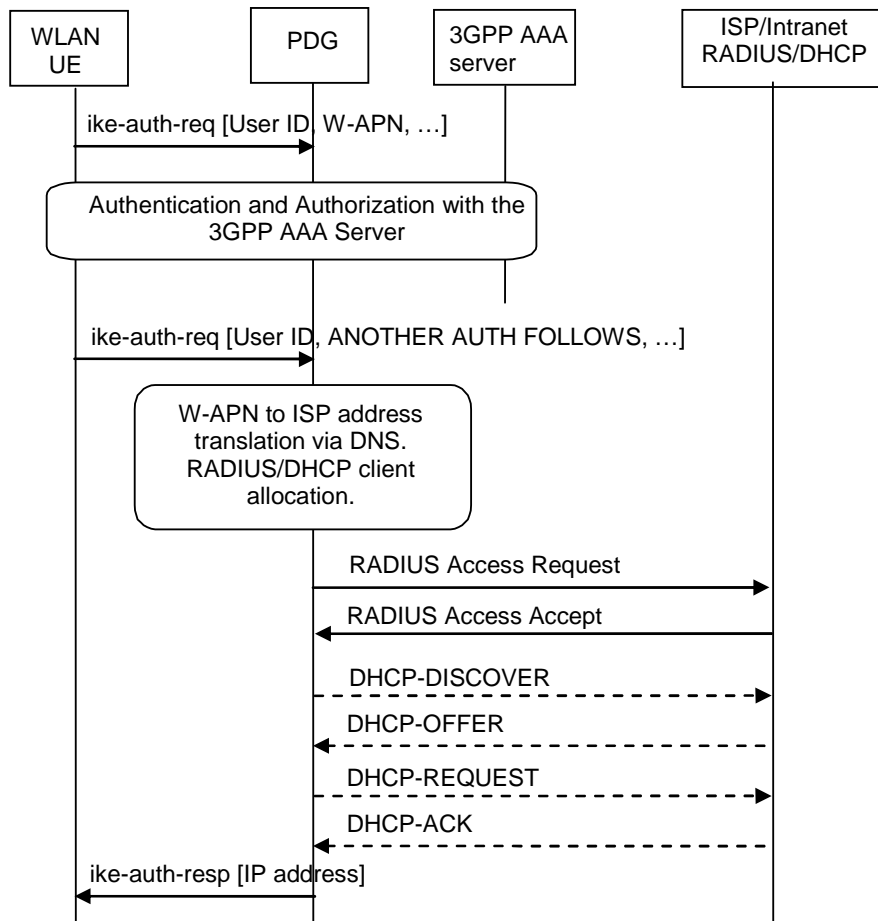 WLAN
UE
PDG
3GPP AAA
server
ISP/Intranet
RADIUS/DHCP
ike-auth-req [User ID, W-APN, …]
Authentication and Authorization with the
3GPP AAA Server
ike-auth-req [User ID, ANOTHER AUTH FOLLOWS, …]
W-APN to ISP address
translation via DNS.
RADIUS/DHCP client
allocation.
RADIUS Access Request
RADIUS Access Accept
DHCP-DISCOVER
DHCP-OFFER
DHCP-REQUEST
DHCP-ACK
ike-auth-resp [IP address]